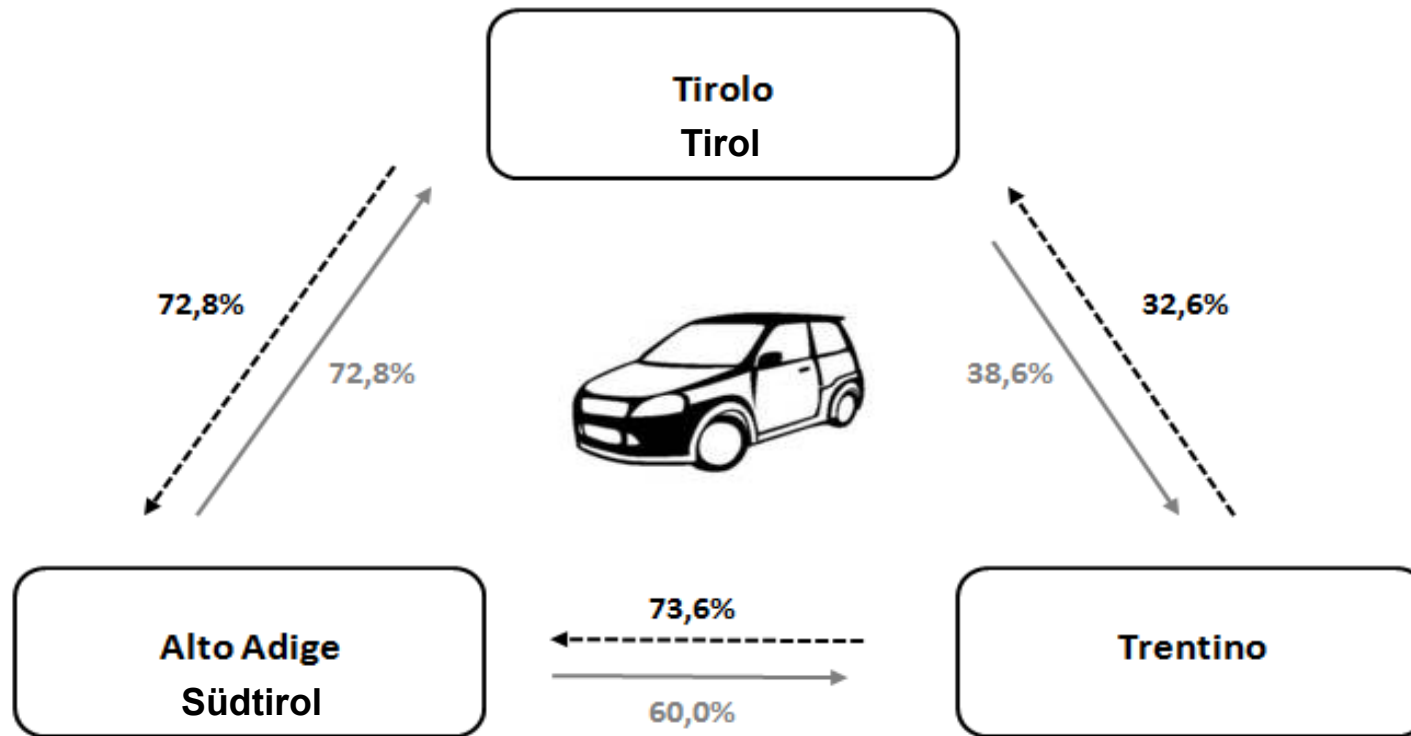 Tirolo
Tirol
72,8%
32,6%
72,8%
38,6%
73,6%
Alto Adige
Südtirol
Trentino
60,0%